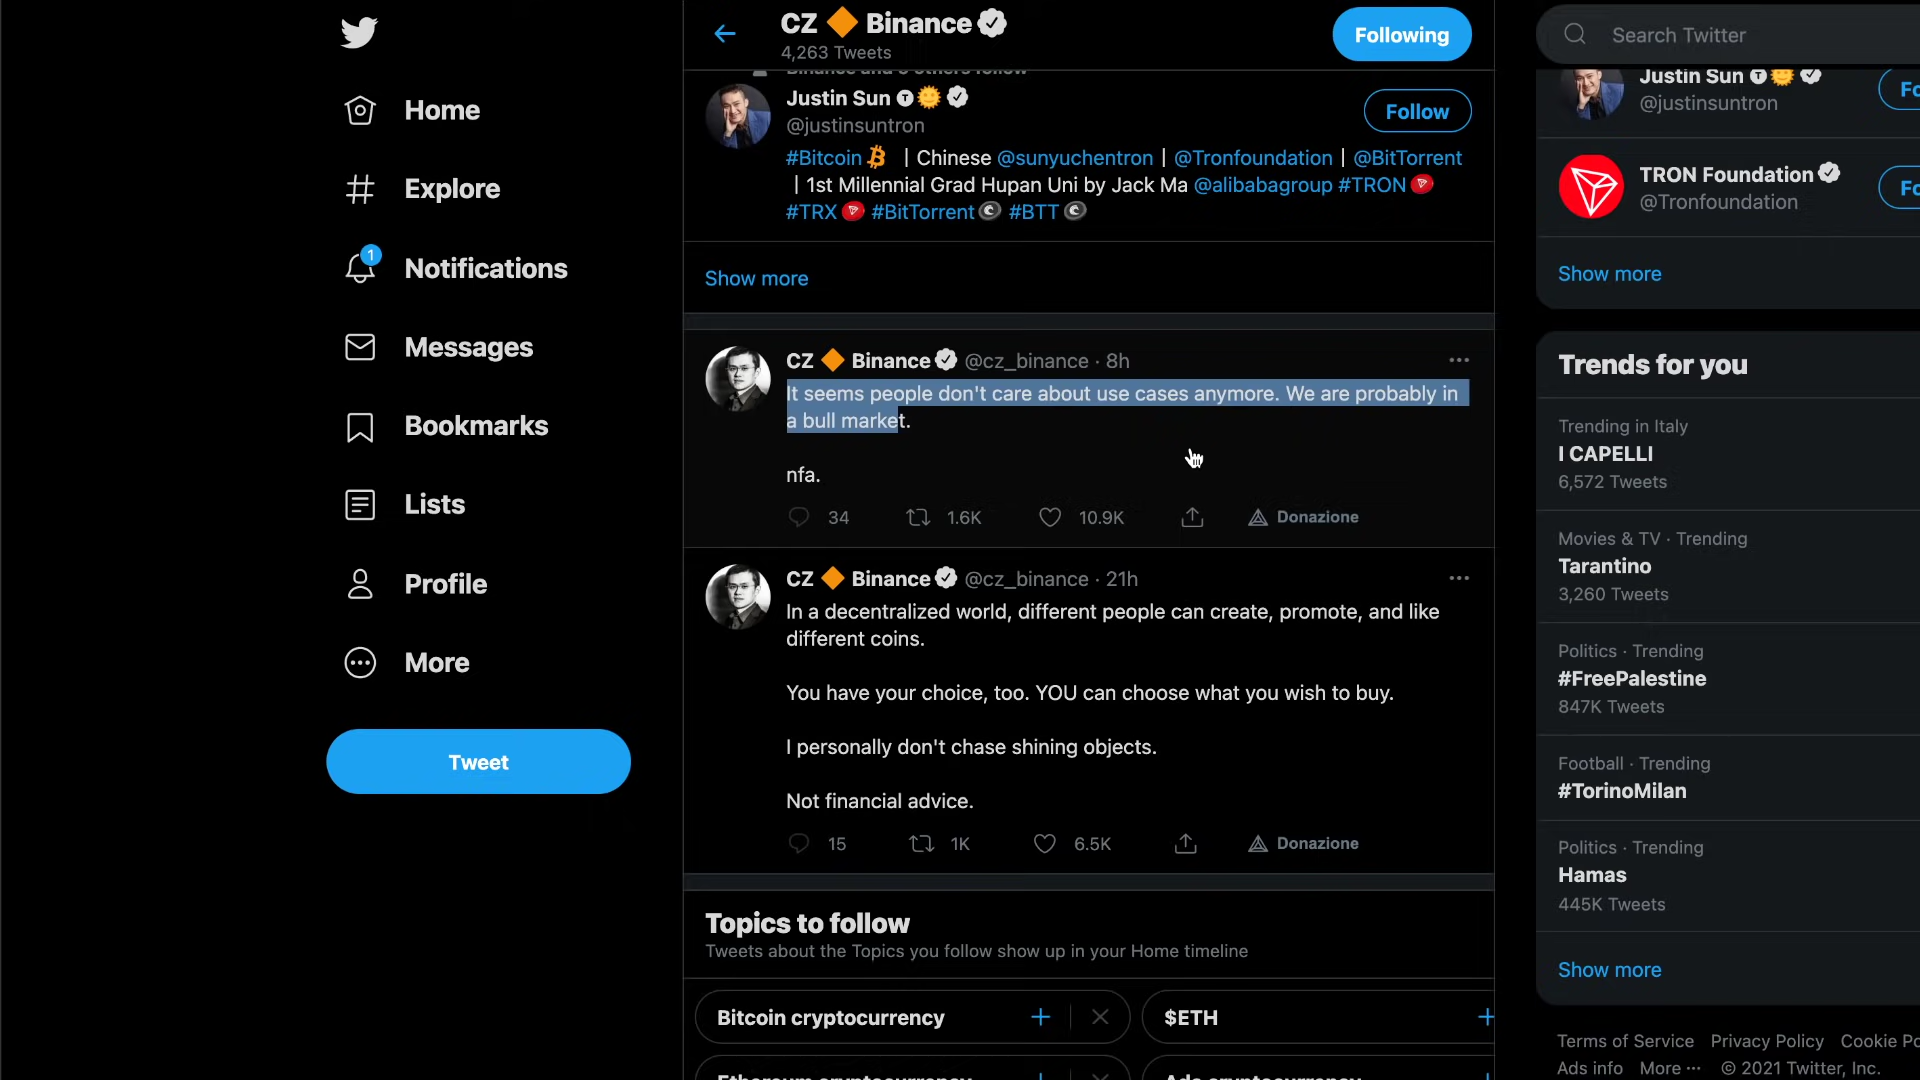 Home
Explore
1
Notifications
Messages
Bookmarks
Lists
Profile
More
Tweet
CZ 🔶 Binance
4,263 Tweets
Following
Justin Sun
@justinsuntron
Follow
#Bitcoin | Chinese @sunyuchentron | @Tronfoundation | @BitTorrent
| 1st Millennial Grad Hupan Uni by Jack Ma @alibabagroup #TRON
#TRX #BitTorrent #BTT
Show more
CZ 🔶 Binance @cz_binance · 8h
It seems people don't care about use cases anymore. We are probably in
a bull market.
nfa.
34 1.6K 10.9K Donazione
CZ 🔶 Binance @cz_binance · 21h
In a decentralized world, different people can create, promote, and like
different coins.
You have your choice, too. YOU can choose what you wish to buy.
I personally don't chase shining objects.
Not financial advice.
15 1K 6.5K Donazione
Topics to follow
Tweets about the Topics you follow show up in your Home timeline
Bitcoin cryptocurrency
$ETH
Search Twitter
Justin Sun
@justinsuntron
Fo
TRON Foundation
@Tronfoundation
Fo
Show more
Trends for you
Trending in Italy
I CAPELLI
6,572 Tweets
Movies & TV · Trending
Tarantino
3,260 Tweets
Politics · Trending
#FreePalestine
847K Tweets
Football · Trending
#TorinoMilan
Politics · Trending
Hamas
445K Tweets
Show more
Terms of Service Privacy Policy Cookie Po
Ads info More ··· © 2021 Twitter, Inc.